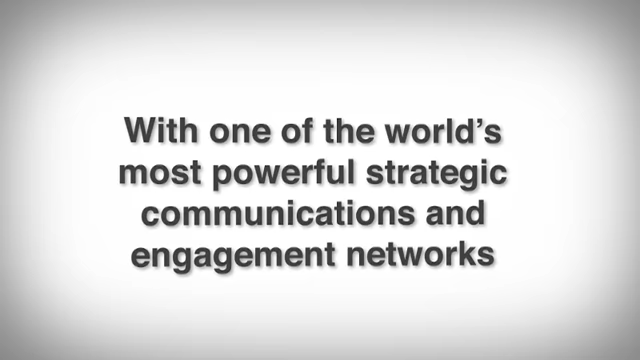 With one of the world’s
most powerful strategic
communications and
engagement networks